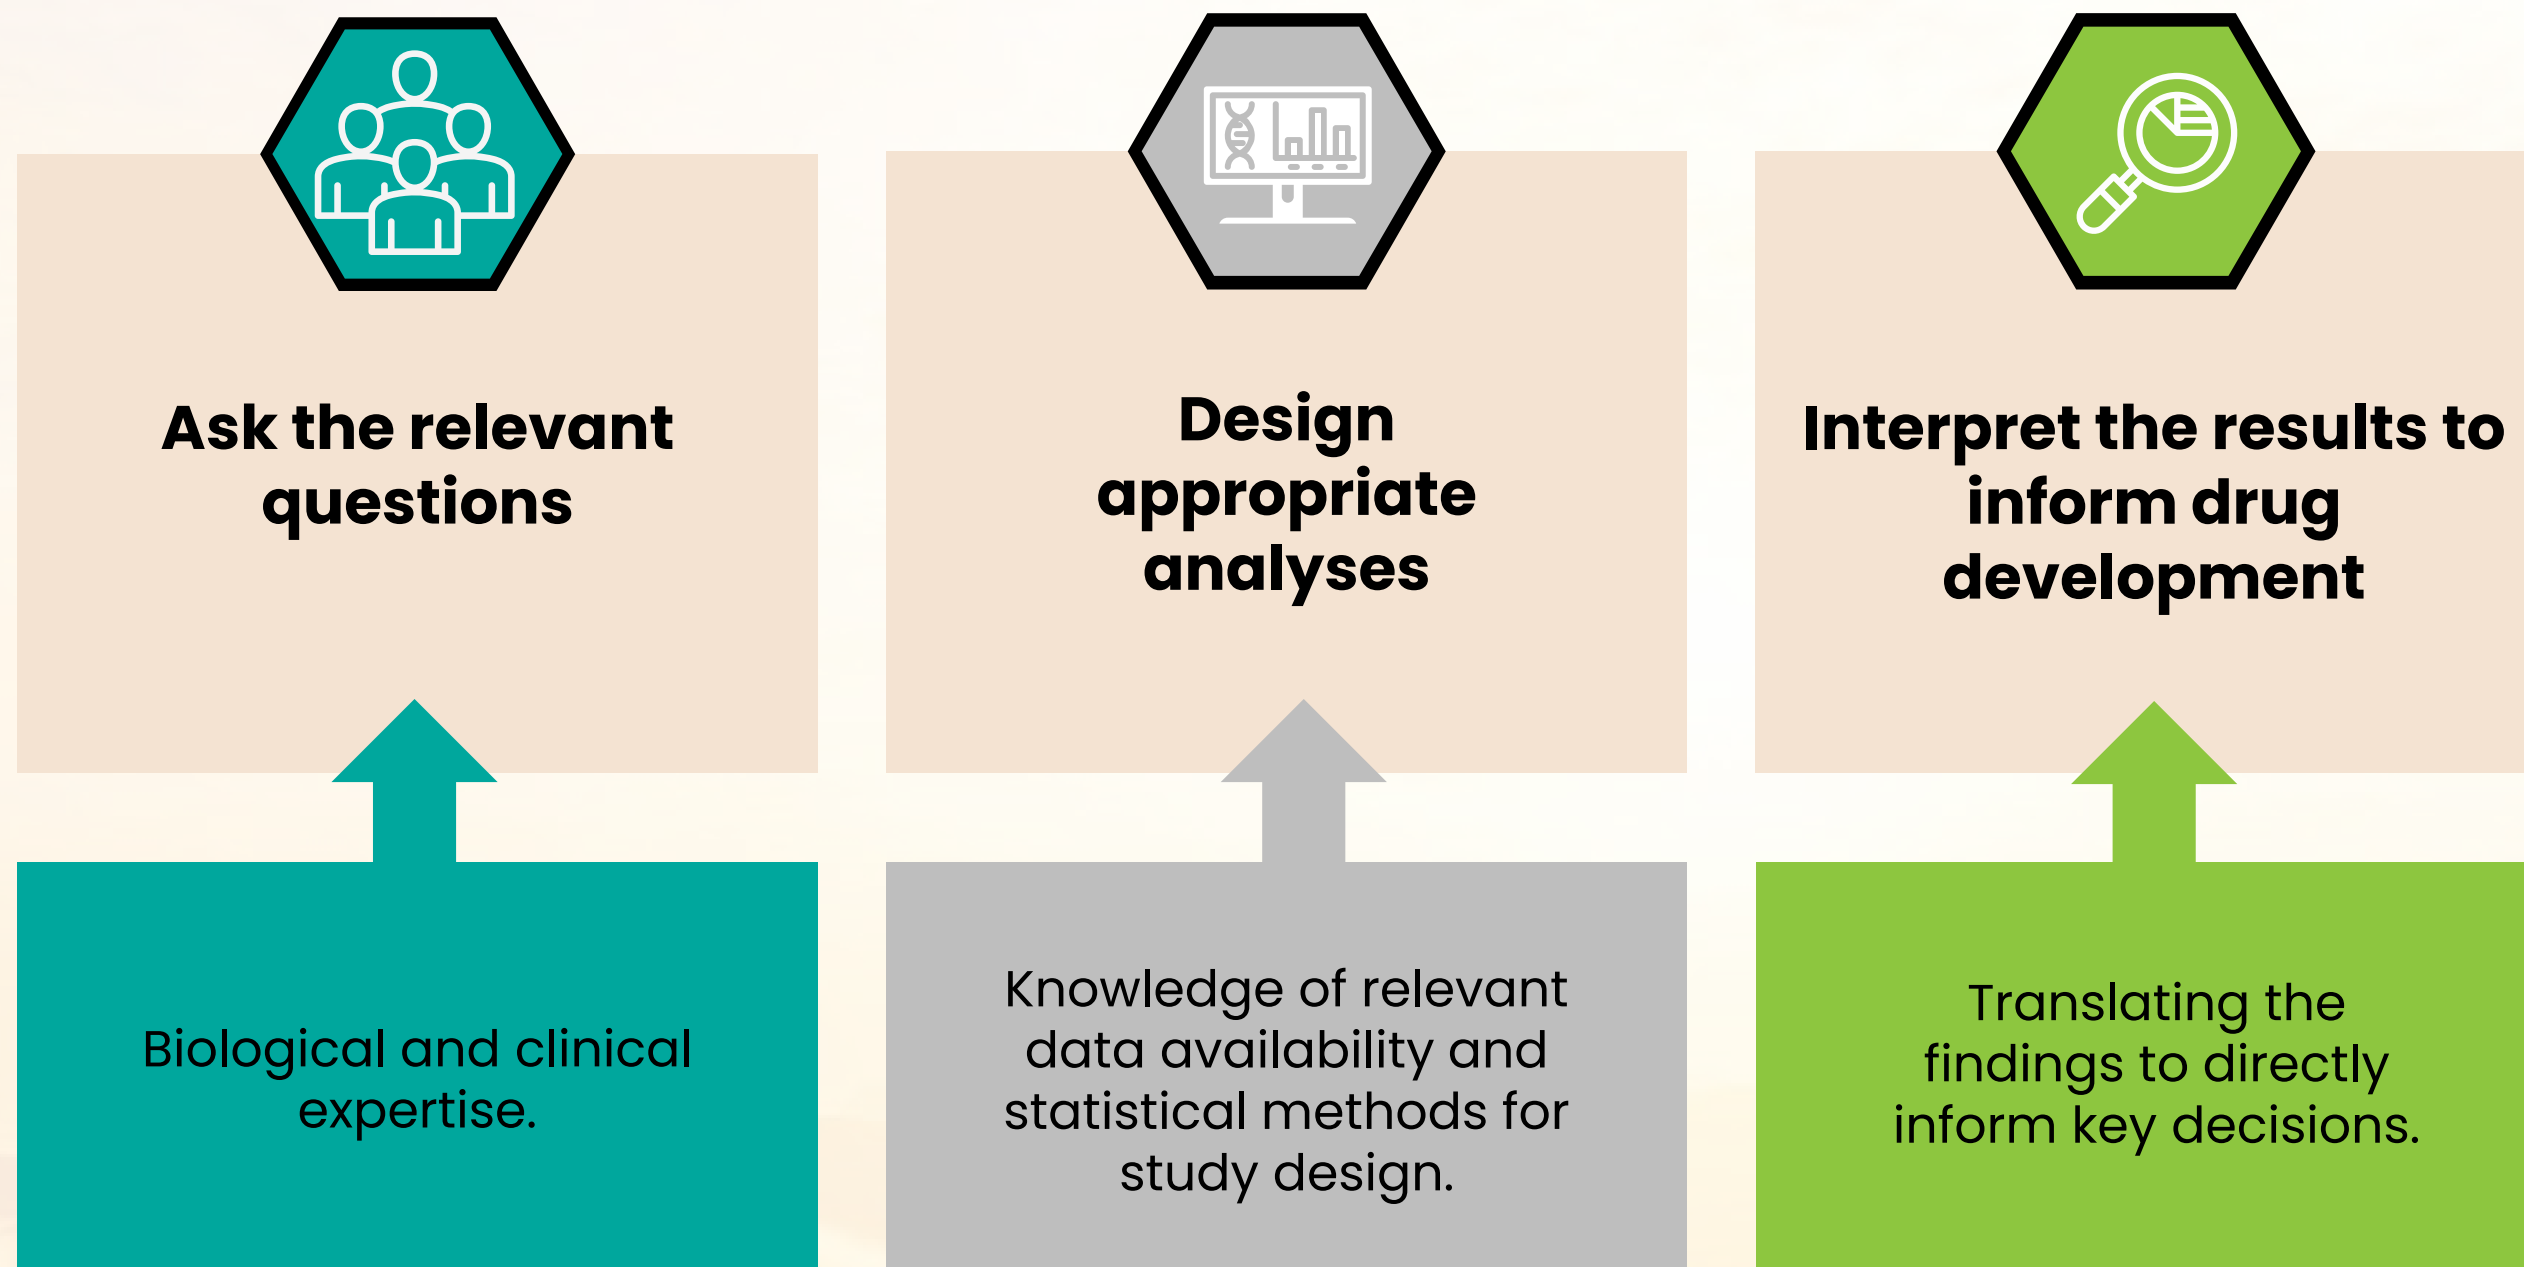 Ask the relevant
questions
Design
appropriate
analyses
Interpret the results to
inform drug
development
Biological and clinical
expertise.
Knowledge of relevant
data availability and
statistical methods for
study design.
Translating the
findings to directly
inform key decisions.